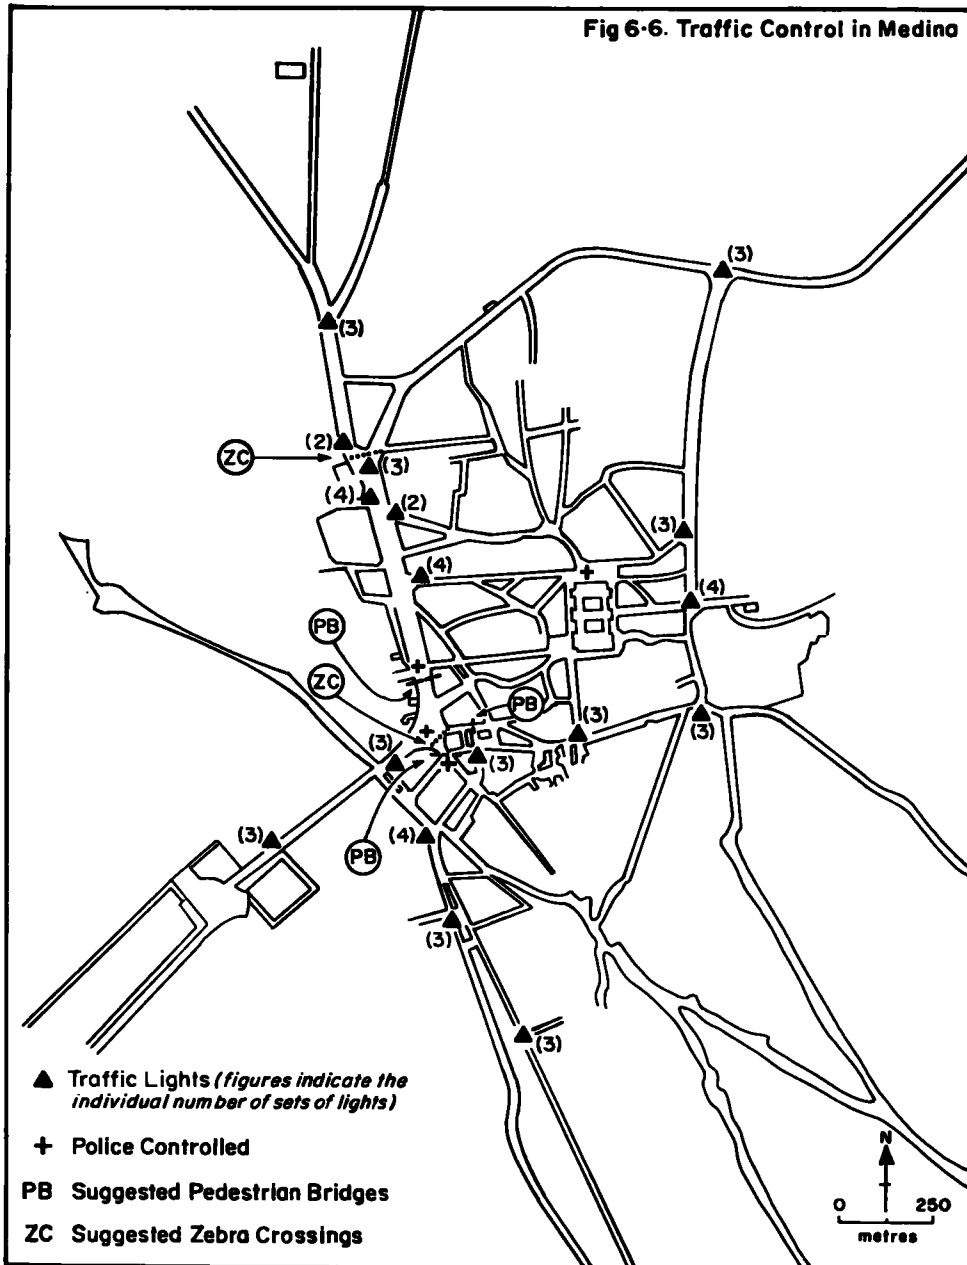 Fig 6·6. Traffic Control in Medina
(3)
(3)
(2)
ZC
(3)
(4)
(2)
(3)
(4)
(4)
PB
ZC
PB
(3)
(3)
(3)
(3)
(3)
(4)
PB
(3)
(3)
▲ Traffic Lights (figures indicate the
individual number of sets of lights)
+ Police Controlled
PB Suggested Pedestrian Bridges
ZC Suggested Zebra Crossings
N
0 250
metres